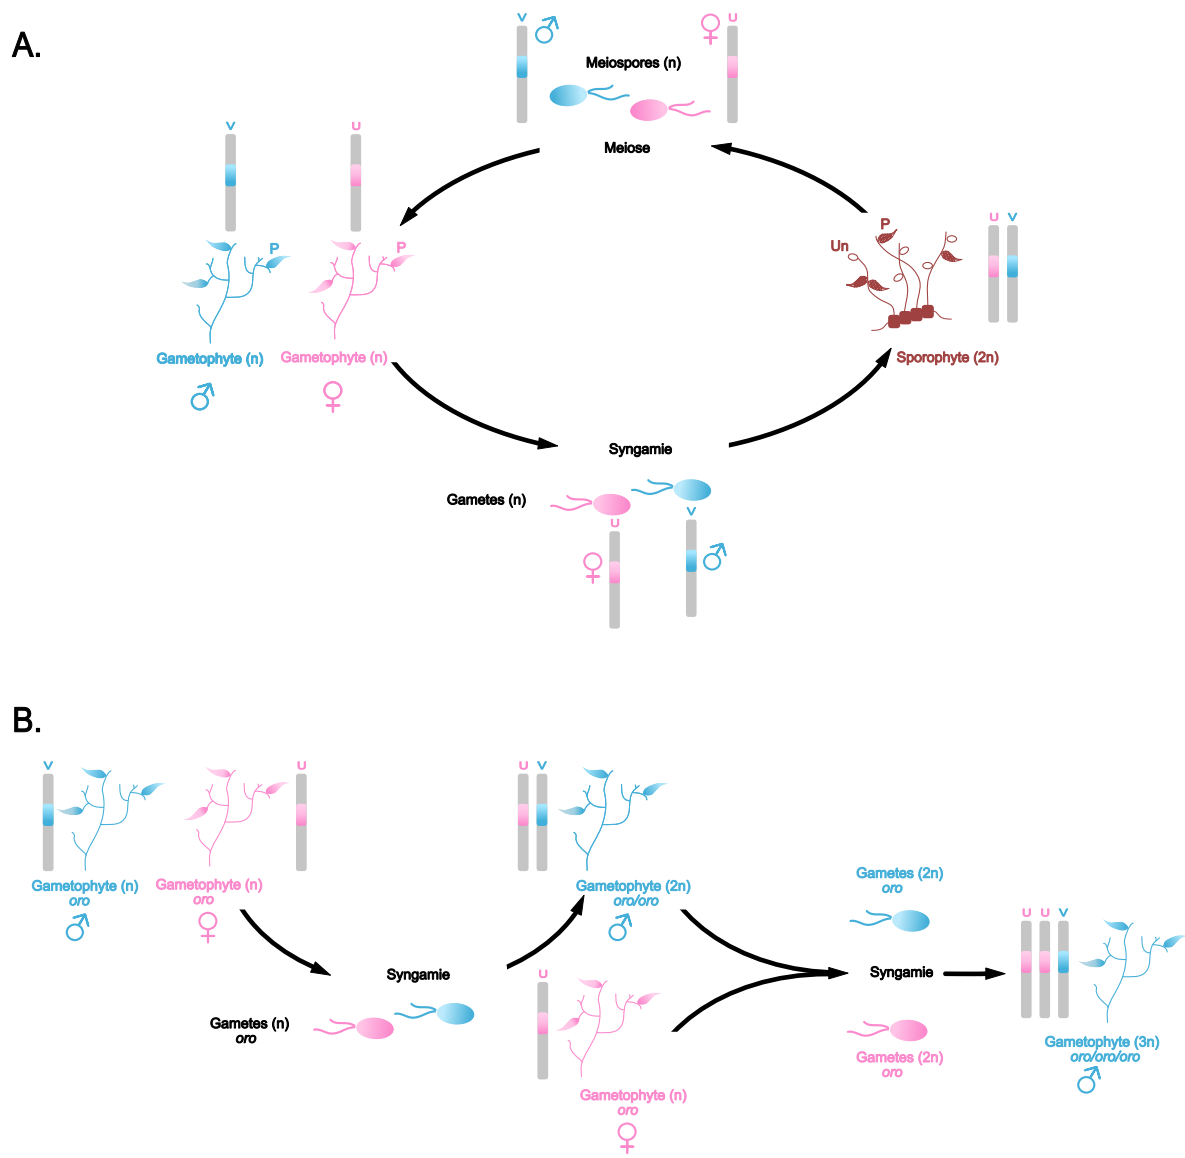 A.
V
U
Meiospores (n)
Meiose
V
U
P
P
Gametophyte (n)
Gametophyte (n)
P
Un
U
V
Sporophyte (2n)
Syngamie
Gametes (n)
U
V
B.
V
U
Gametophyte (n)
oro
Gametophyte (n)
oro
Syngamie
Gametes (n)
oro
U
V
Gametophyte (2n)
oro/oro
U
Gametophyte (n)
oro
Gametes (2n)
oro
Syngamie
Gametes (2n)
oro
U
U
V
Gametophyte (3n)
oro/oro/oro